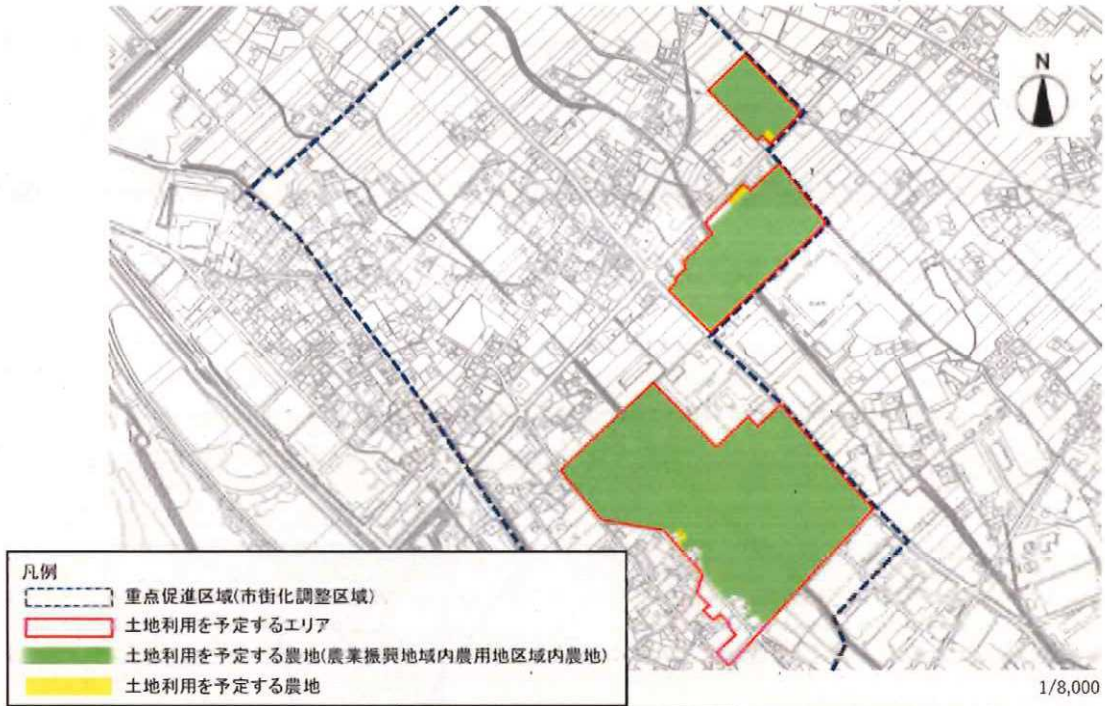 N
凡例
重点促進区域(市街化調整区域)
土地利用を予定するエリア
土地利用を予定する農地(農業振興地域内農用地区域内農地)
土地利用を予定する農地
1/8,000